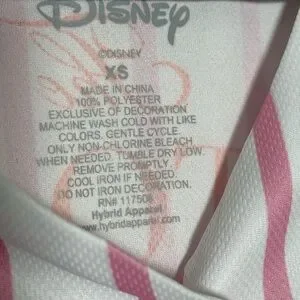 Disney
©DISNEY
XS
MADE IN CHINA
100% POLYESTER
EXCLUSIVE OF DECORATION
MACHINE WASH COLD WITH LIKE
COLORS. GENTLE CYCLE.
ONLY NON-CHLORINE BLEACH
WHEN NEEDED. TUMBLE DRY LOW.
REMOVE PROMPTLY.
COOL IRON IF NEEDED.
DO NOT IRON DECORATION.
RN# 117506
Hybrid Apparel
www.hybridapparel.com